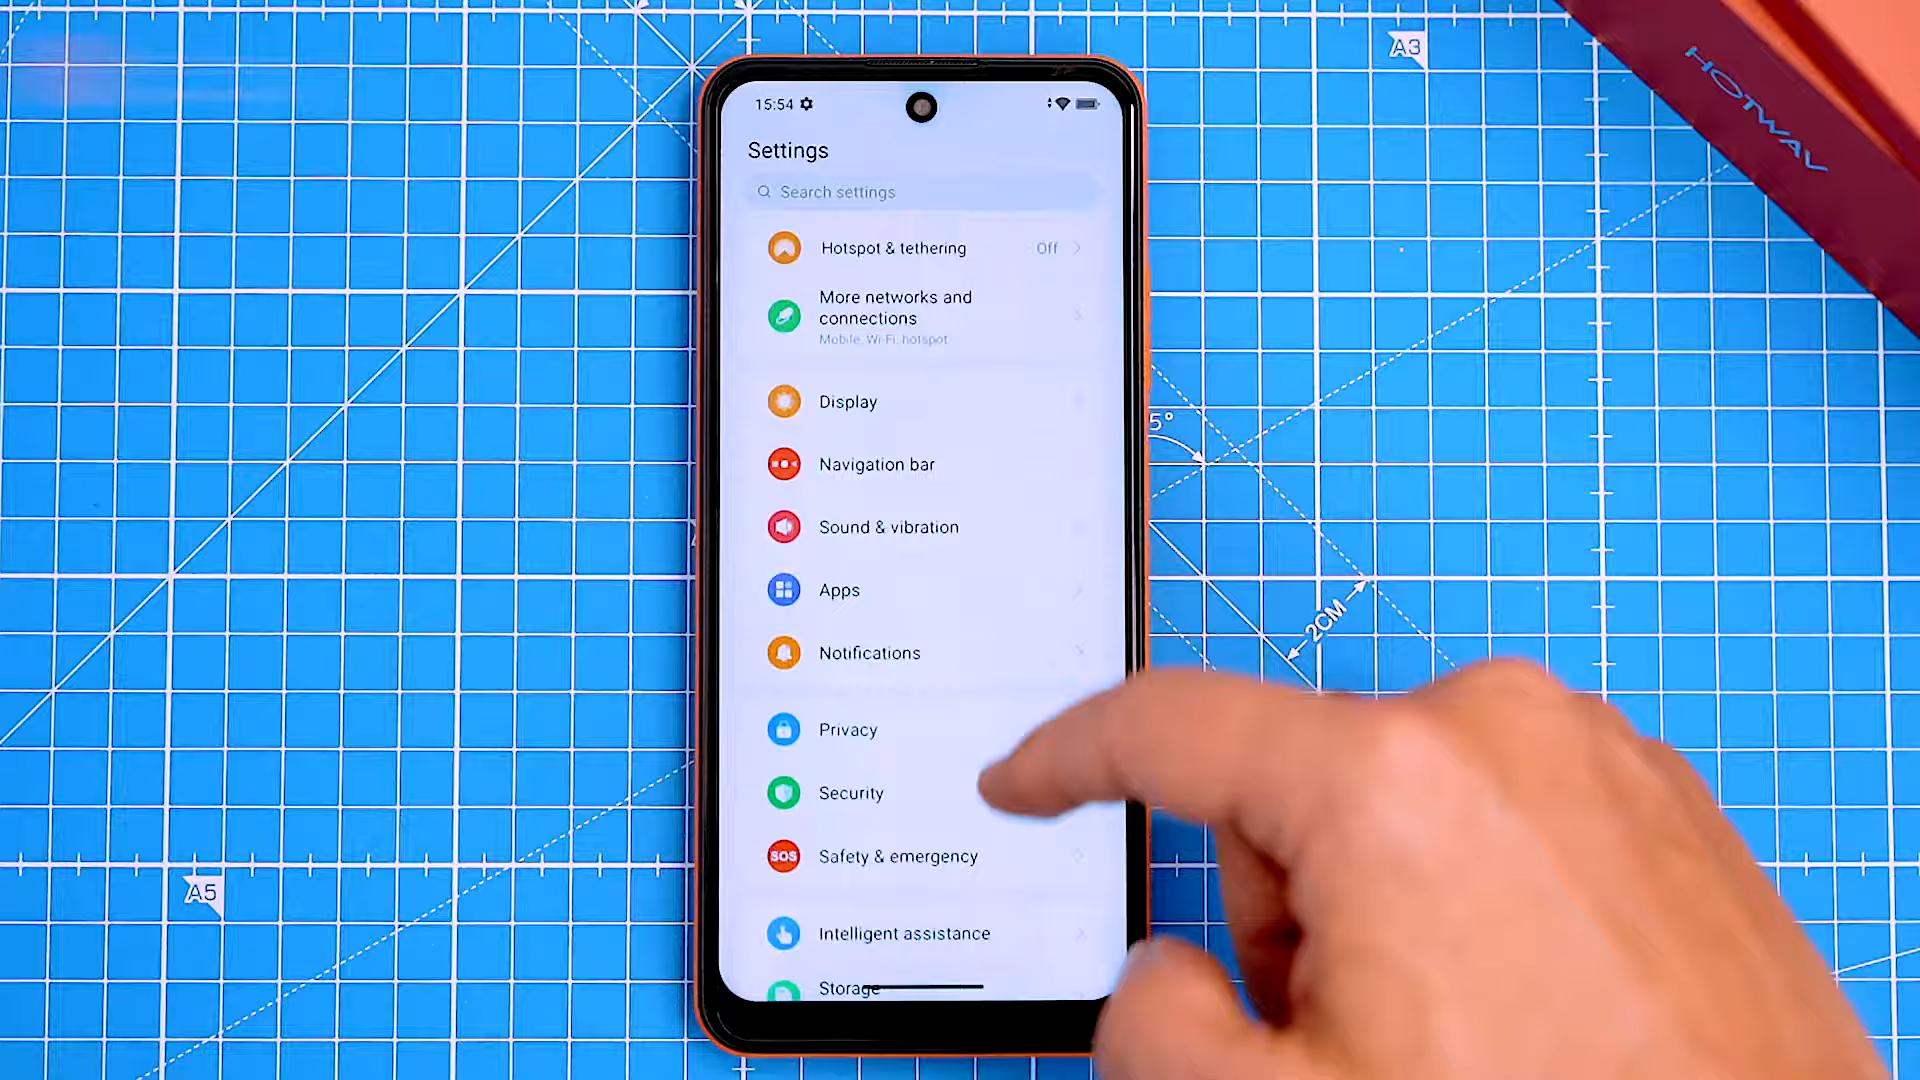 A3
HOTWAV
15:54
Settings
Search settings
Hotspot & tethering Off
More networks and
connections
Mobile, Wi-Fi, hotspot
Display
5°
Navigation bar
Sound & vibration
Apps
2CM
Notifications
Privacy
Security
SOS Safety & emergency
A5
Intelligent assistance
Storage